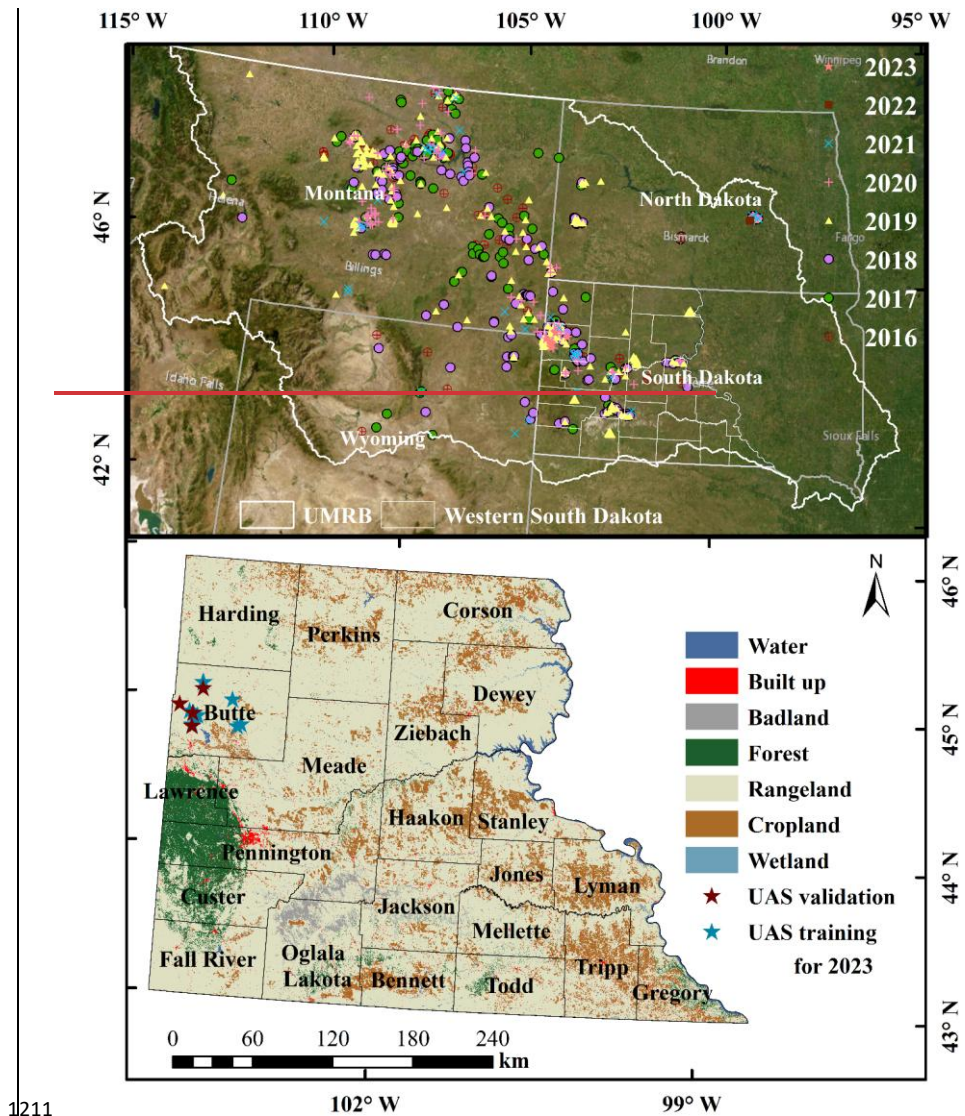 115° W 110° W 105° W 100° W 95° W
Brandon Winnipeg 2023
2022
2021
2020
Montana
Helena
North Dakota 2019
46° N
Bismarck Fargo
2018
Billings
2017
2016
Idaho Falls
South Dakota
Wyoming
Sioux Falls
42° N
UMRB Western South Dakota
N
46° N
Harding
Corson
Perkins
Water
Built up
Dewey
Badland
Butte
Ziebach
45° N
Forest
Meade
Lawrence
Rangeland
Haakon
Stanley
Cropland
Pennington
Wetland
Jones
44° N
Lyman
Custer
UAS validation
Jackson
Mellette
UAS training
Fall River
Oglala
Lakota
Tripp
for 2023
Bennett
Todd
Gregory
43° N
0 60 120 180 240
km
102° W 99° W
1211